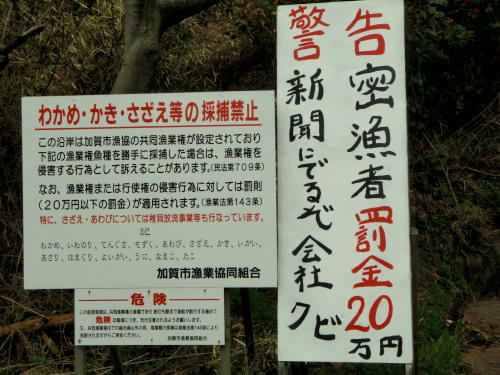 わかめ・かき・さざえ等の採捕禁止
この沿岸は加賀市漁協の共同漁業権が設定されており
下記の漁業権魚種を勝手に採捕した場合は、漁業権を
侵害する行為として訴えることがあります。(民法第709条)
なお、漁業権または行使権の侵害行為に対しては罰則
(20万円以下の罰金)が適用されます。(漁業法第143条)
特に、さざえ・あわびについては稚貝放流事業等も行なっています。
記
わかめ、いわのり、てんぐさ、もずく、あわび、さざえ、かき、いがい、
あさり、はまぐり、よいがい、うに、なまこ、たこ
加賀市漁業協同組合
危険
加賀市漁業協同組合
警告
密漁者罰金20万円
新聞にでるぞ会社クビ